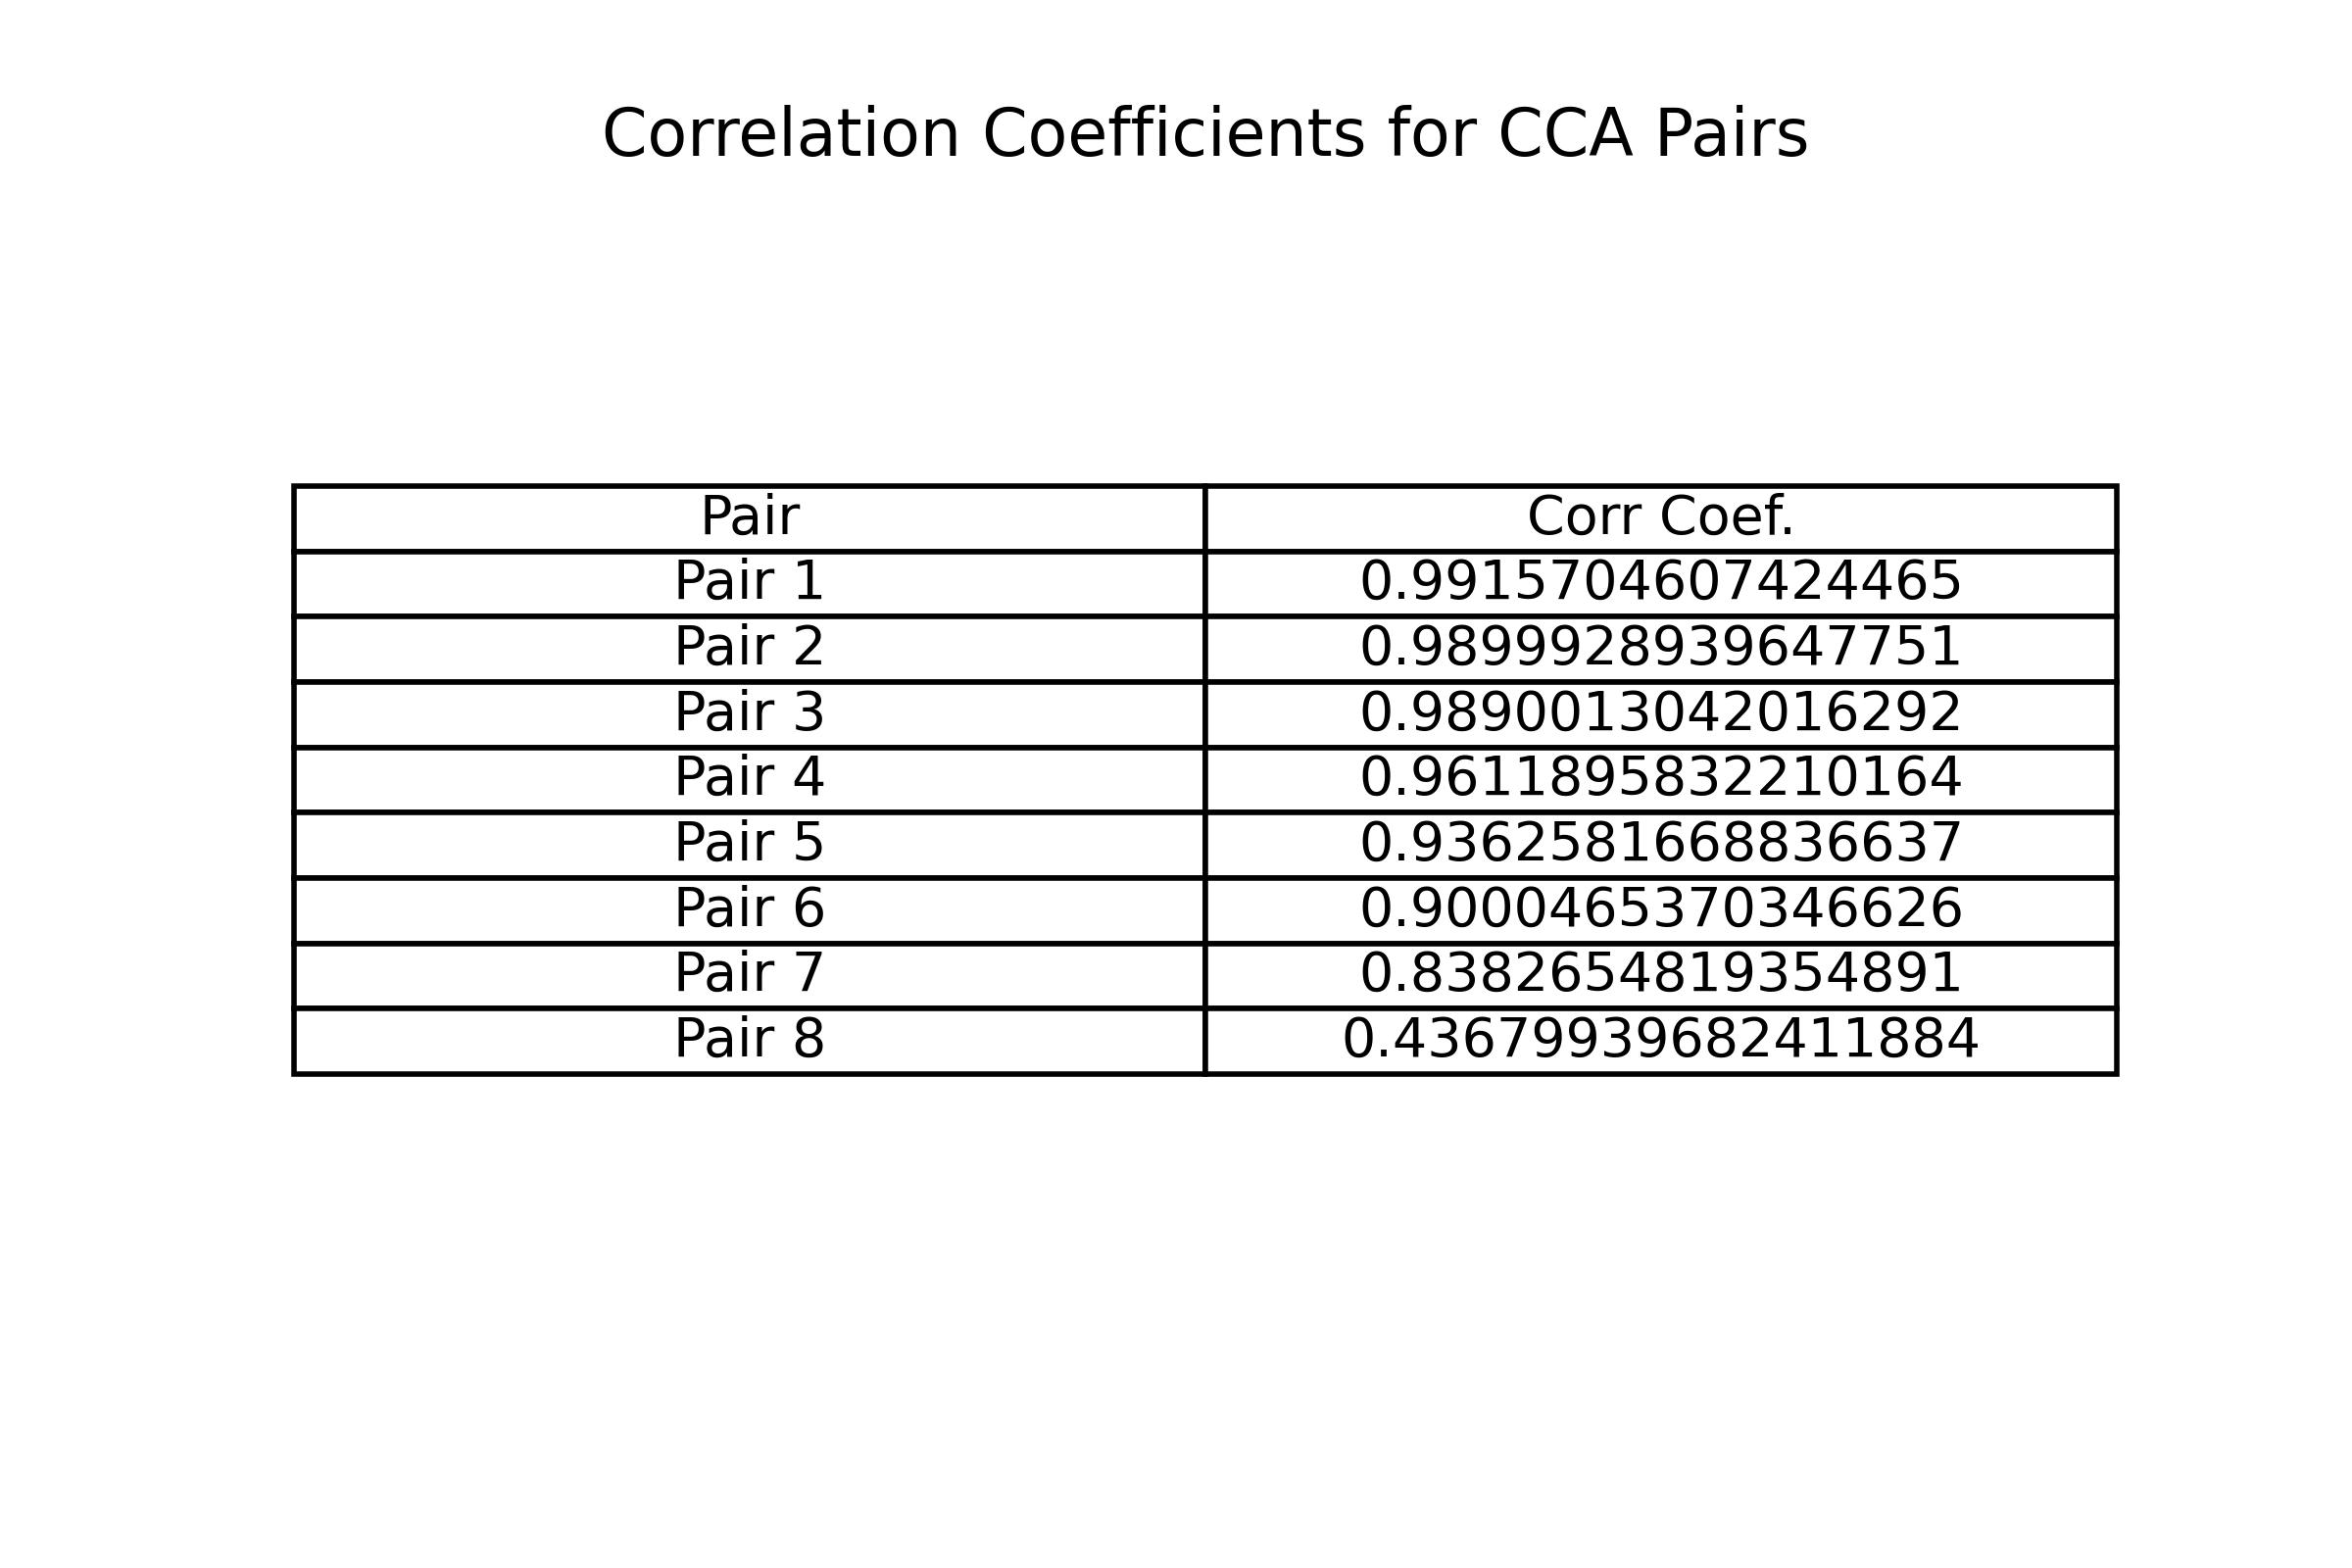 Correlation Coefficients for CCA Pairs
Pair Corr Coef.
Pair 1 0.9915704607424465
Pair 2 0.9899928939647751
Pair 3 0.9890013042016292
Pair 4 0.9611895832210164
Pair 5 0.9362581668836637
Pair 6 0.9000465370346626
Pair 7 0.8382654819354891
Pair 8 0.43679939682411884